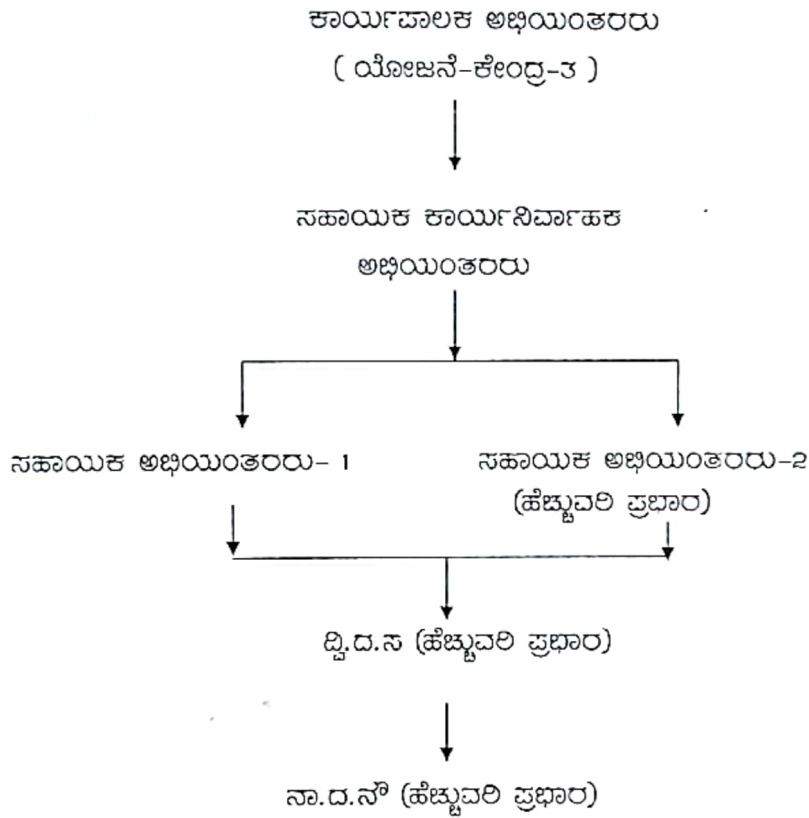 ಕಾರ್ಯಪಾಲಕ ಅಭಿಯಂತರರು
( ಯೋಜನೆ-ಕೇಂದ್ರ-೩ )
ಸಹಾಯಕ ಕಾರ್ಯನಿರ್ವಾಹಕ
ಅಭಿಯಂತರರು
ಸಹಾಯಕ ಅಭಿಯಂತರರು- 1
ಸಹಾಯಕ ಅಭಿಯಂತರರು-2
(ಹೆಚ್ಚುವರಿ ಪ್ರಭಾರ)
ದ್ವಿ.ದ.ಸ (ಹೆಚ್ಚುವರಿ ಪ್ರಭಾರ)
ನಾ.ದ.ನೌ (ಹೆಚ್ಚುವರಿ ಪ್ರಭಾರ)